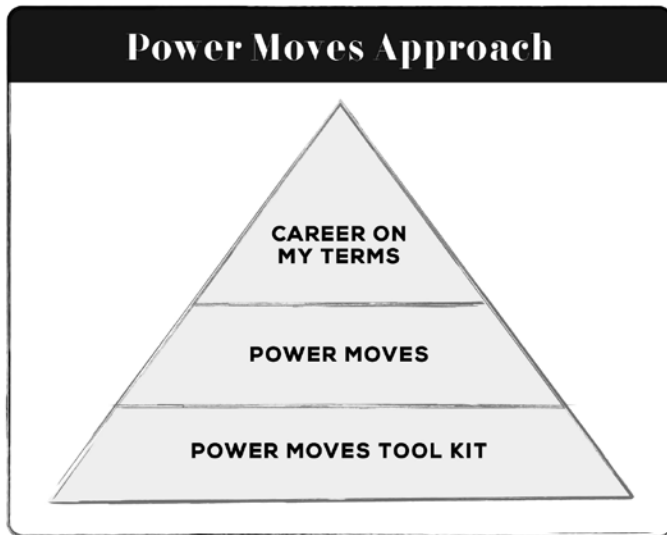 Power Moves Approach
CAREER ON
MY TERMS
POWER MOVES
POWER MOVES TOOL KIT